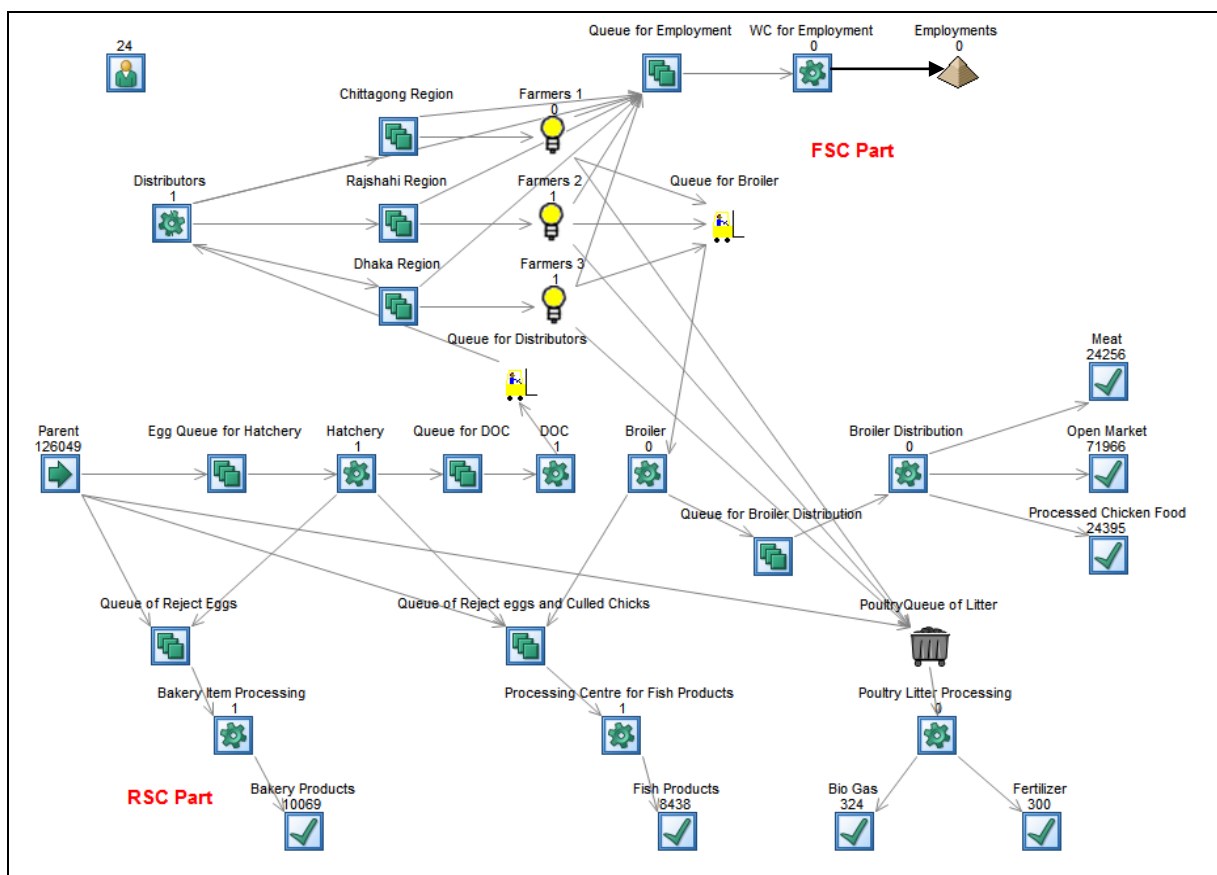 Queue for Employment
WC for Employment
0
Employments
0
24
Chittagong Region
Farmers 1
0
FSC Part
Distributors
1
Rajshahi Region
Farmers 2
1
Queue for Broiler
Dhaka Region
Farmers 3
1
Queue for Distributors
Meat
24256
Parent
126049
Egg Queue for Hatchery
Hatchery
1
Queue for DOC
DOC
1
Broiler
0
Broiler Distribution
0
Open Market
71966
Queue for Broiler Distribution
Processed Chicken Food
24395
Queue of Reject Eggs
Queue of Reject eggs and Culled Chicks
PoultryQueue of Litter
Bakery Item Processing
1
Processing Centre for Fish Products
1
Poultry Litter Processing
0
RSC Part
Bakery Products
10069
Fish Products
8438
Bio Gas
324
Fertilizer
300